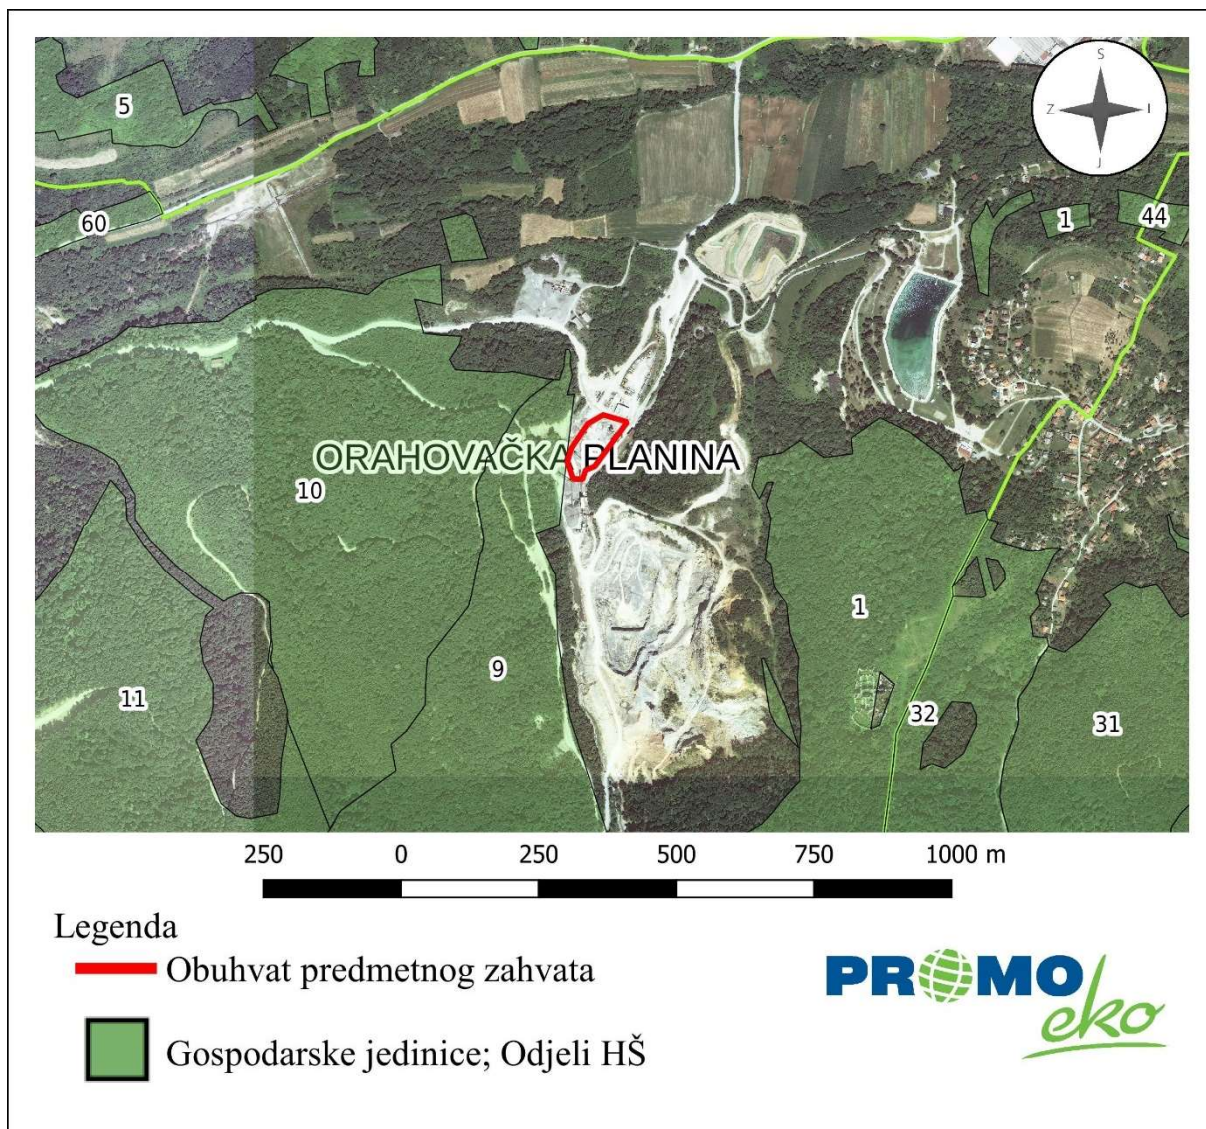 S
Z I
J
5
60
1 44
ORAHOVAČKA PLANINA
10
1
9
11
32
31
250 0 250 500 750 1000 m
Legenda
Obuhvat predmetnog zahvata
PROMO
eko
Gospodarske jedinice; Odjeli HŠ